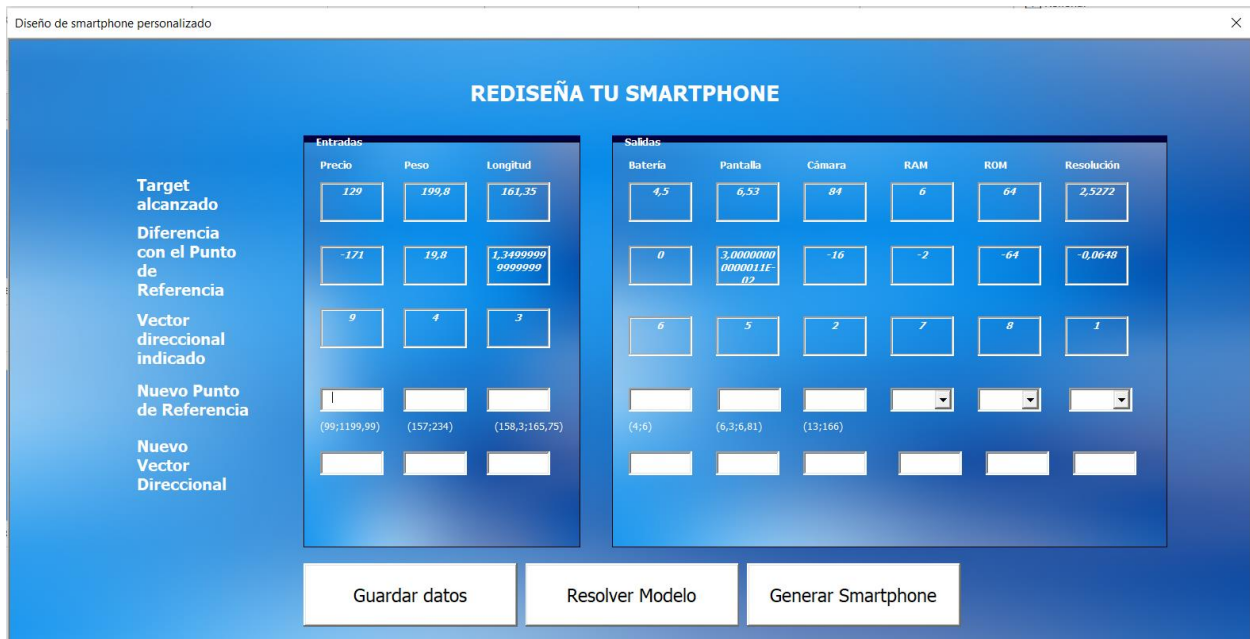 Diseño de smartphone personalizado
REDISEÑA TU SMARTPHONE
Entradas
Salidas
Precio Peso Longitud Batería Pantalla Cámara RAM ROM Resolución
Target
alcanzado
129 199,8 161,35 4,5 6,53 84 6 64 2,5272
Diferencia
con el Punto
de
Referencia
-171 19,8 1,3499999
9999999
0 3,0000000
0000011E-
02
-16 -2 -64 -0,0648
Vector
direccional
indicado
9 4 3 6 5 2 7 8 1
Nuevo Punto
de Referencia
(99;1199,99) (157;234) (158,3;165,75) (4;6) (6,3;6,81) (13;166)
Nuevo
Vector
Direccional
Guardar datos Resolver Modelo Generar Smartphone